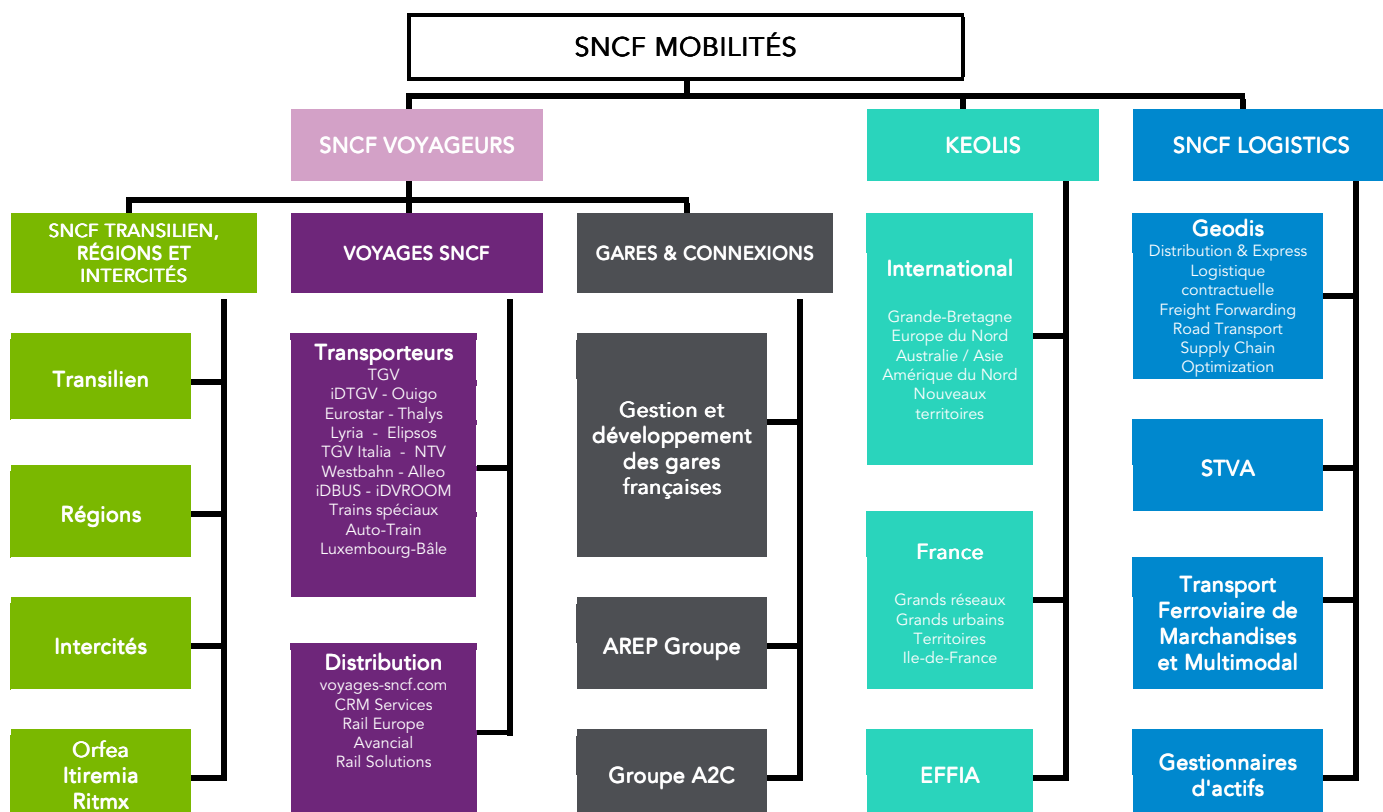 SNCF MOBILITÉS
SNCF VOYAGEURS
KEOLIS
SNCF LOGISTICS
SNCF TRANSILIEN,
RÉGIONS ET
INTERCITÉS
VOYAGES SNCF
GARES & CONNEXIONS
Transilien
Régions
Intercités
Orfea
Itiremia
Ritmx
Transporteurs
TGV
iDTGV - Ouigo
Eurostar - Thalys
Lyria - Elipsos
TGV Italia - NTV
Westbahn - Alleo
iDBUS - iDVROOM
Trains spéciaux
Auto-Train
Luxembourg-Bâle
Distribution
voyages-sncf.com
CRM Services
Rail Europe
Avancial
Rail Solutions
Gestion et
développement
des gares
françaises
AREP Groupe
Groupe A2C
International
Grande-Bretagne
Europe du Nord
Australie / Asie
Amérique du Nord
Nouveaux
territoires
France
Grands réseaux
Grands urbains
Territoires
Ile-de-France
EFFIA
Geodis
Distribution & Express
Logistique
contractuelle
Freight Forwarding
Road Transport
Supply Chain
Optimization
STVA
Transport
Ferroviaire de
Marchandises
et Multimodal
Gestionnaires
d'actifs